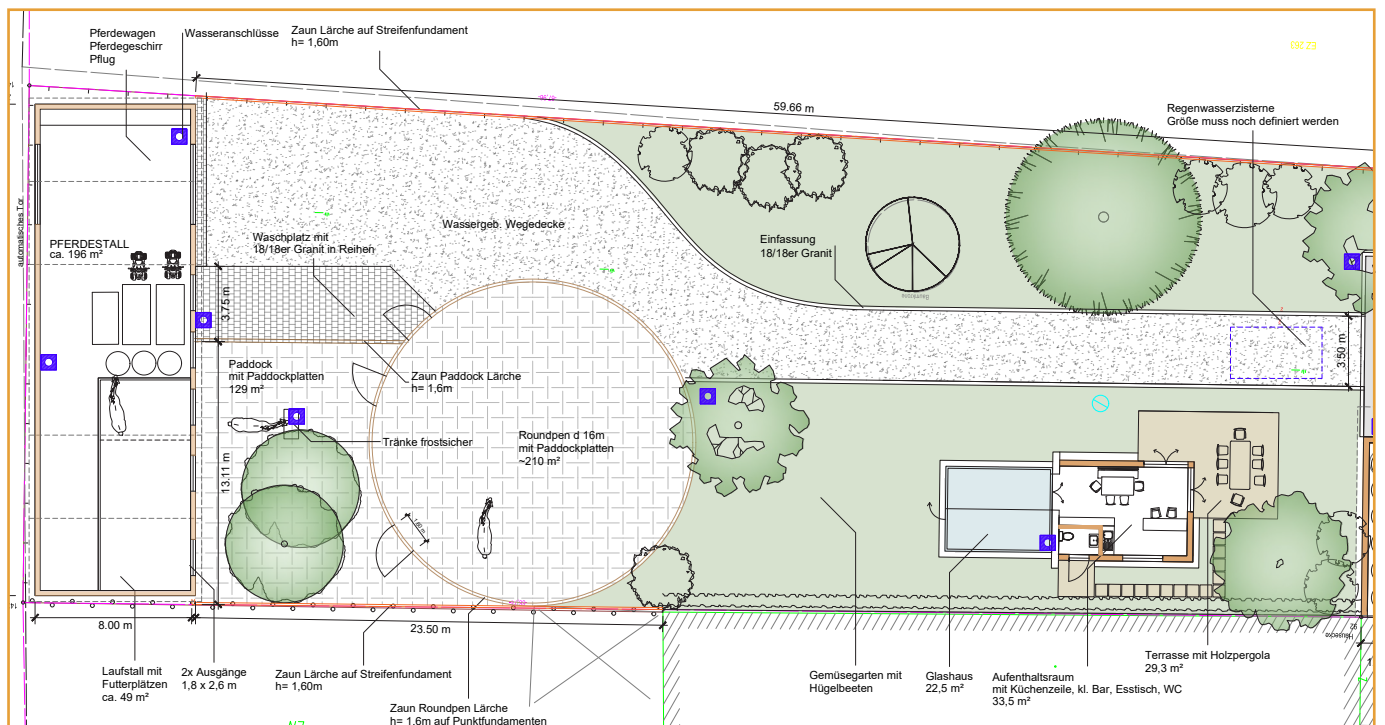 Pferdewagen
Pferdegeschirr
Pflug
Wasseranschlüsse
Zaun Lärche auf Streifenfundament
h= 1,60m
59.66 m
Regenwasserzisterne
Größe muss noch definiert werden
automatisches Tor
PFERDESTALL
ca. 196 m²
Waschplatz mit
18/18er Granit in Reihen
Wassergeb. Wegedecke
Einfassung
18/18er Granit
3.75 m
3.50 m
Paddock
mit Paddockplatten
129 m²
Zaun Paddock Lärche
h= 1,6m
Tränke frostsicher
Roundpen d 16m
mit Paddockplatten
~210 m²
13.11 m
8.00 m
23.50 m
Laufstall mit
Futterplätzen
ca. 49 m²
2x Ausgänge
1,8 x 2,6 m
Zaun Lärche auf Streifenfundament
h= 1,60m
Zaun Roundpen Lärche
h= 1.6m auf Punktfundamenten
Gemüsegarten mit
Hügelbeeten
Glashaus
22,5 m²
Aufenthaltsraum
mit Küchenzeile, kl. Bar, Esstisch, WC
33,5 m²
Terrasse mit Holzpergola
29,3 m²
Hausecke